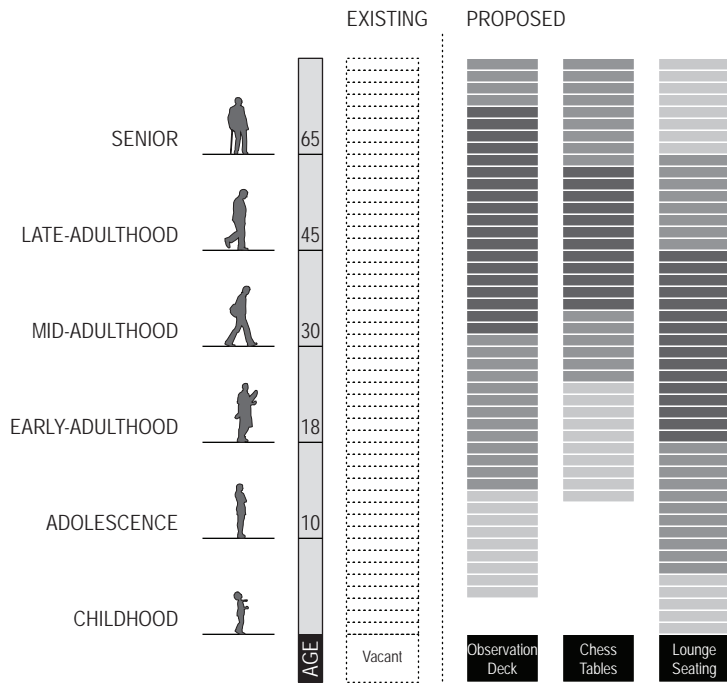 EXISTING PROPOSED
SENIOR 65
LATE-ADULTHOOD 45
MID-ADULTHOOD 30
EARLY-ADULTHOOD 18
ADOLESCENCE 10
CHILDHOOD
AGE
Vacant
Observation
Deck
Chess
Tables
Lounge
Seating